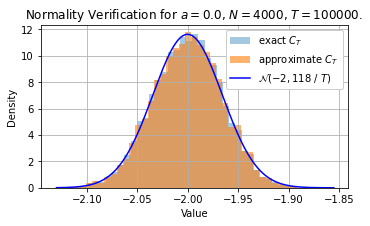 Normality Verification for a = 0.0, N = 4000, T = 100000.
exact C_T
approximate C_T
𝒩(−2, 118 / T)
Density
12
10
8
6
4
2
0
−2.10 −2.05 −2.00 −1.95 −1.90 −1.85
Value